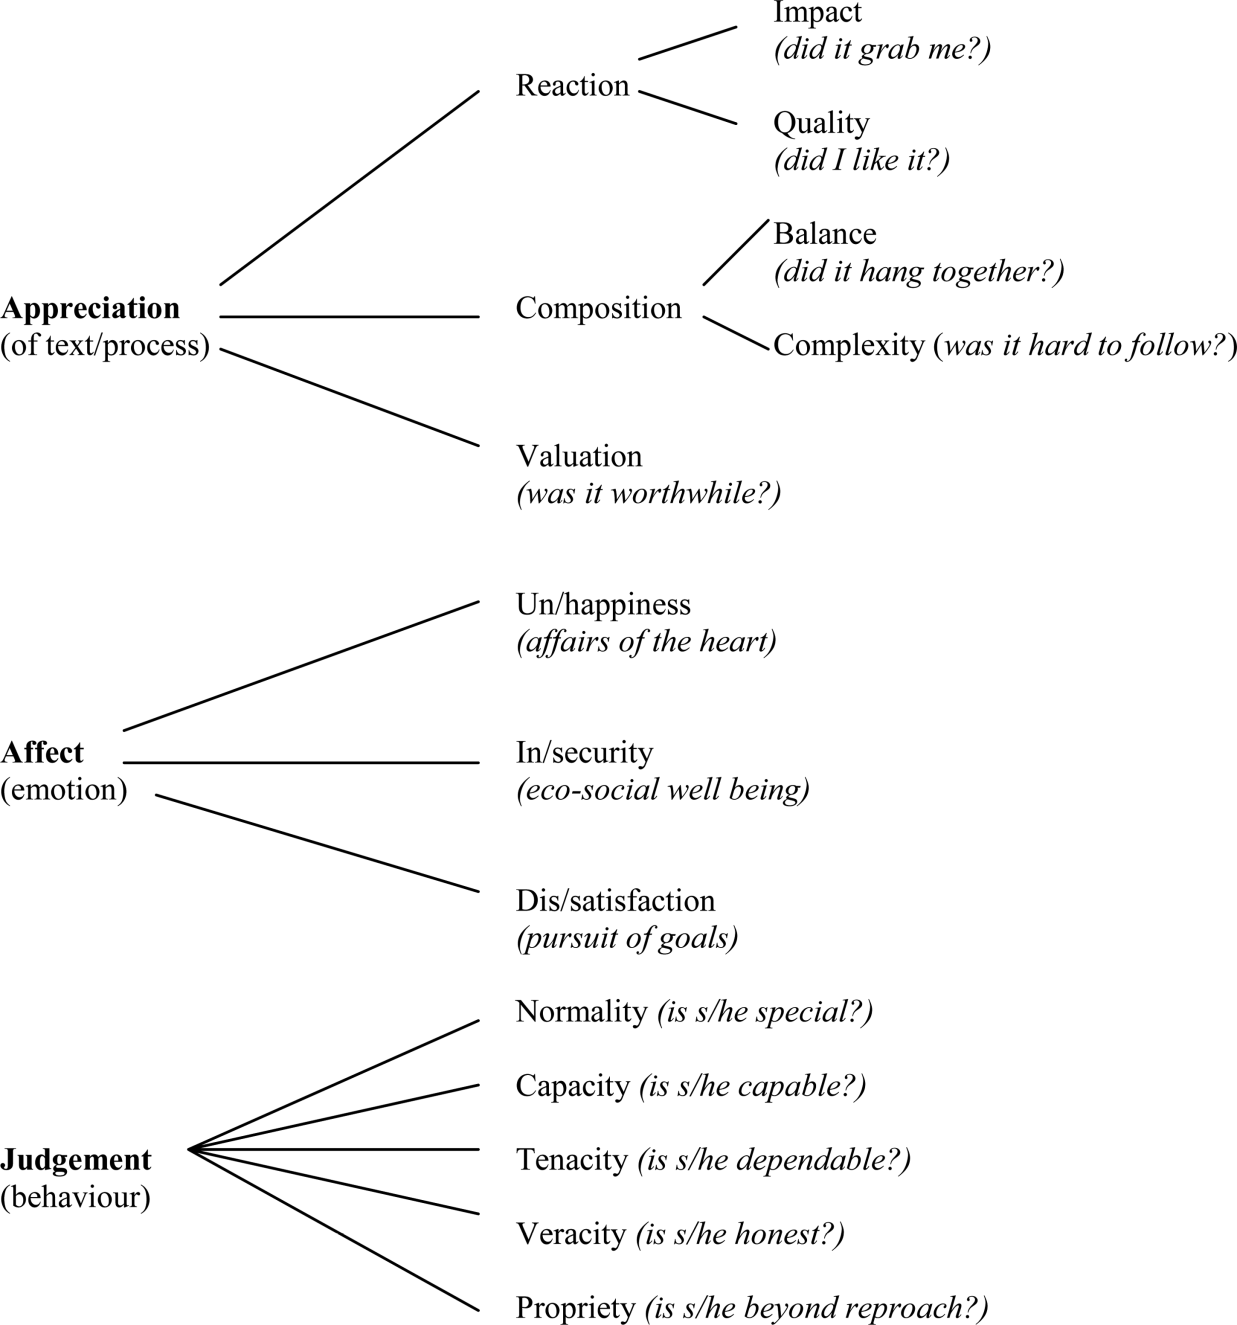 Impact
(did it grab me?)
Reaction
Quality
(did I like it?)
Balance
(did it hang together?)
Appreciation
(of text/process)
Composition
Complexity (was it hard to follow?)
Valuation
(was it worthwhile?)
Un/happiness
(affairs of the heart)
Affect
(emotion)
In/security
(eco-social well being)
Dis/satisfaction
(pursuit of goals)
Normality (is s/he special?)
Capacity (is s/he capable?)
Judgement
(behaviour)
Tenacity (is s/he dependable?)
Veracity (is s/he honest?)
Propriety (is s/he beyond reproach?)